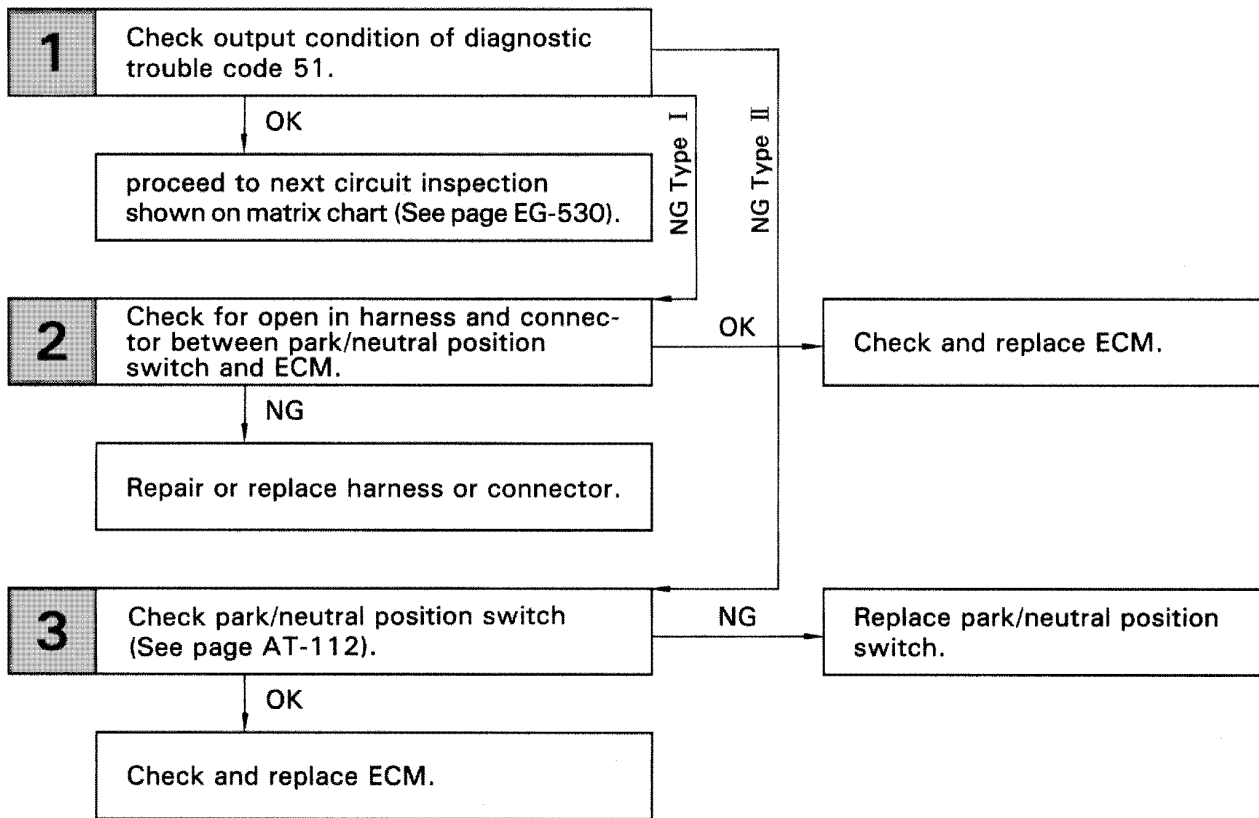 1
Check output condition of diagnostic
trouble code 51.
OK
NG Type I
NG Type II
proceed to next circuit inspection
shown on matrix chart (See page EG-530).
2
Check for open in harness and connec-
tor between park/neutral position
switch and ECM.
OK
Check and replace ECM.
NG
Repair or replace harness or connector.
3
Check park/neutral position switch
(See page AT-112).
NG
Replace park/neutral position
switch.
OK
Check and replace ECM.